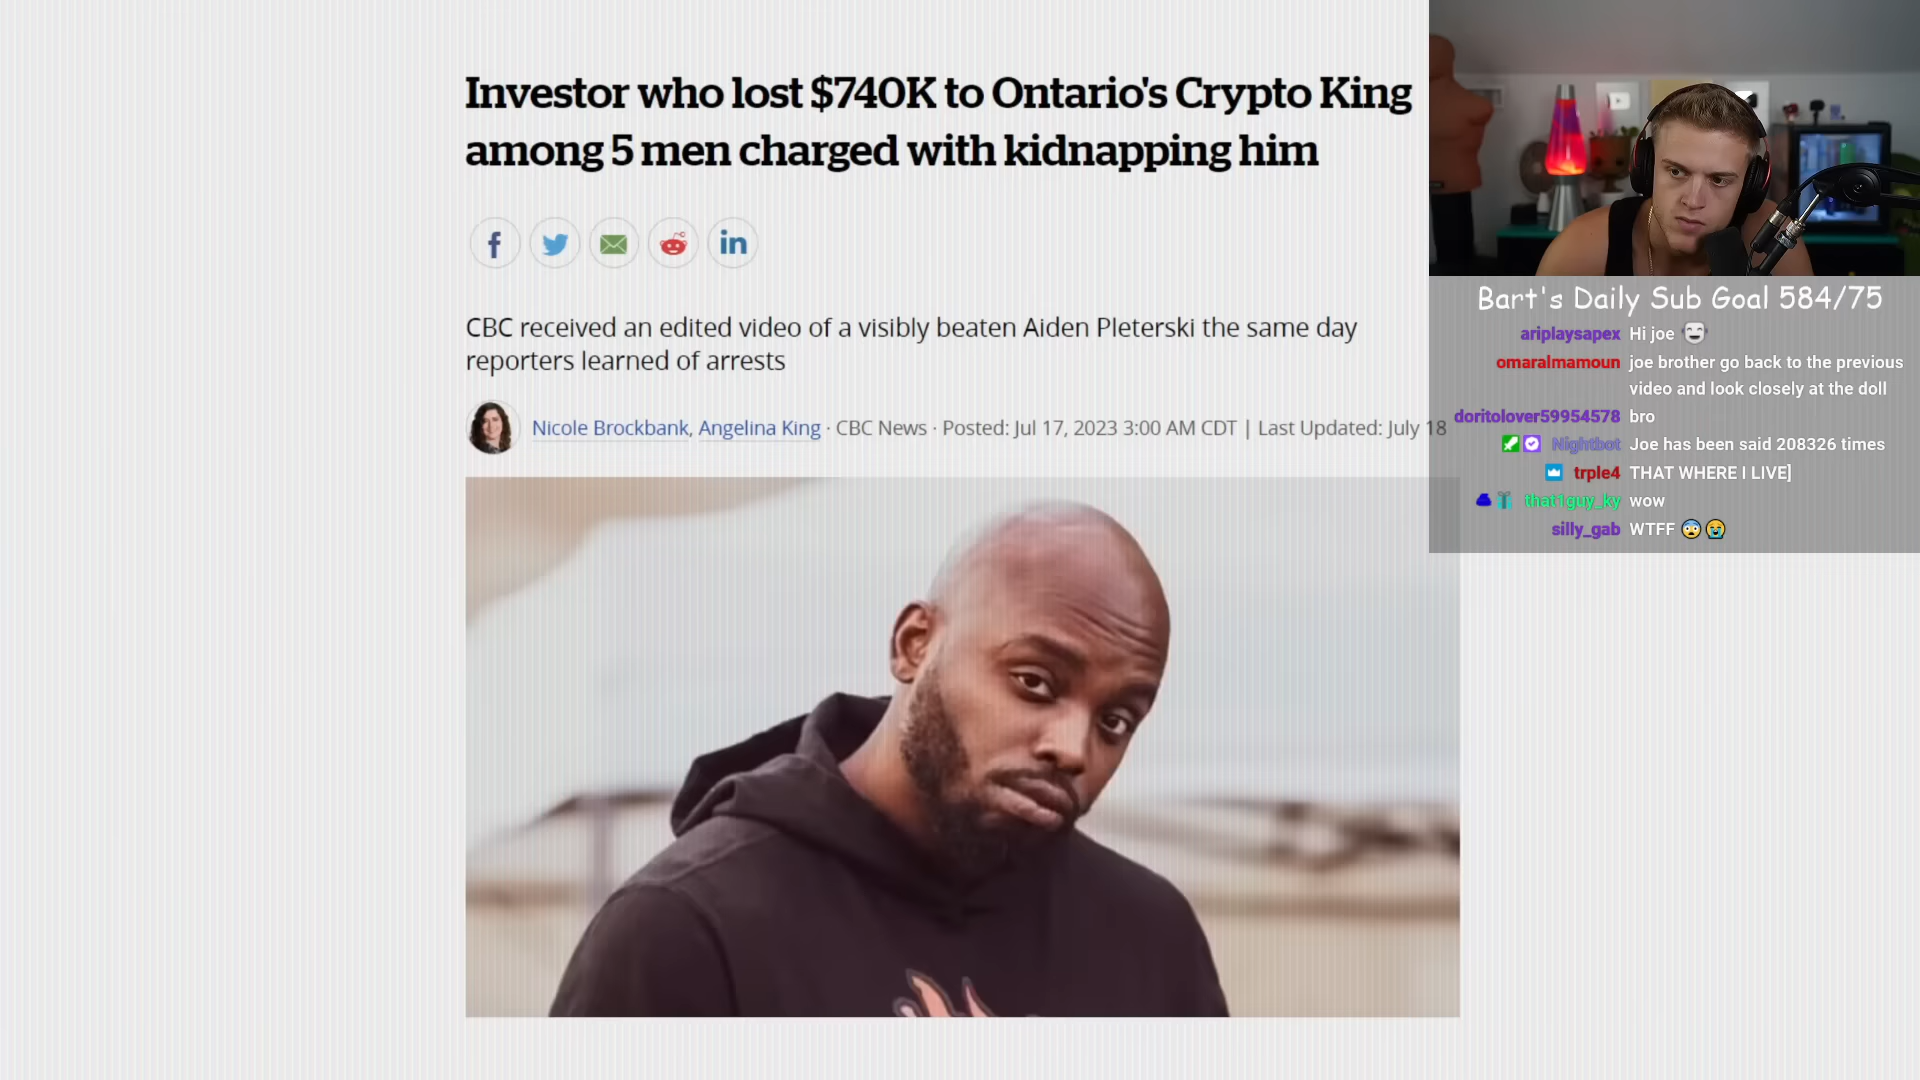 Investor who lost $740K to Ontario's Crypto King
among 5 men charged with kidnapping him
CBC received an edited video of a visibly beaten Aiden Pleterski the same day
reporters learned of arrests
Nicole Brockbank, Angelina King · CBC News · Posted: Jul 17, 2023 3:00 AM CDT | Last Updated: July 18
Bart's Daily Sub Goal 584/75
ariplaysapex Hi joe
omaralmamoun joe brother go back to the previous
video and look closely at the doll
doritolover59954578 bro
Nightbot Joe has been said 208326 times
trple4 THAT WHERE I LIVE]
that1guy_ky wow
silly_gab WTFF